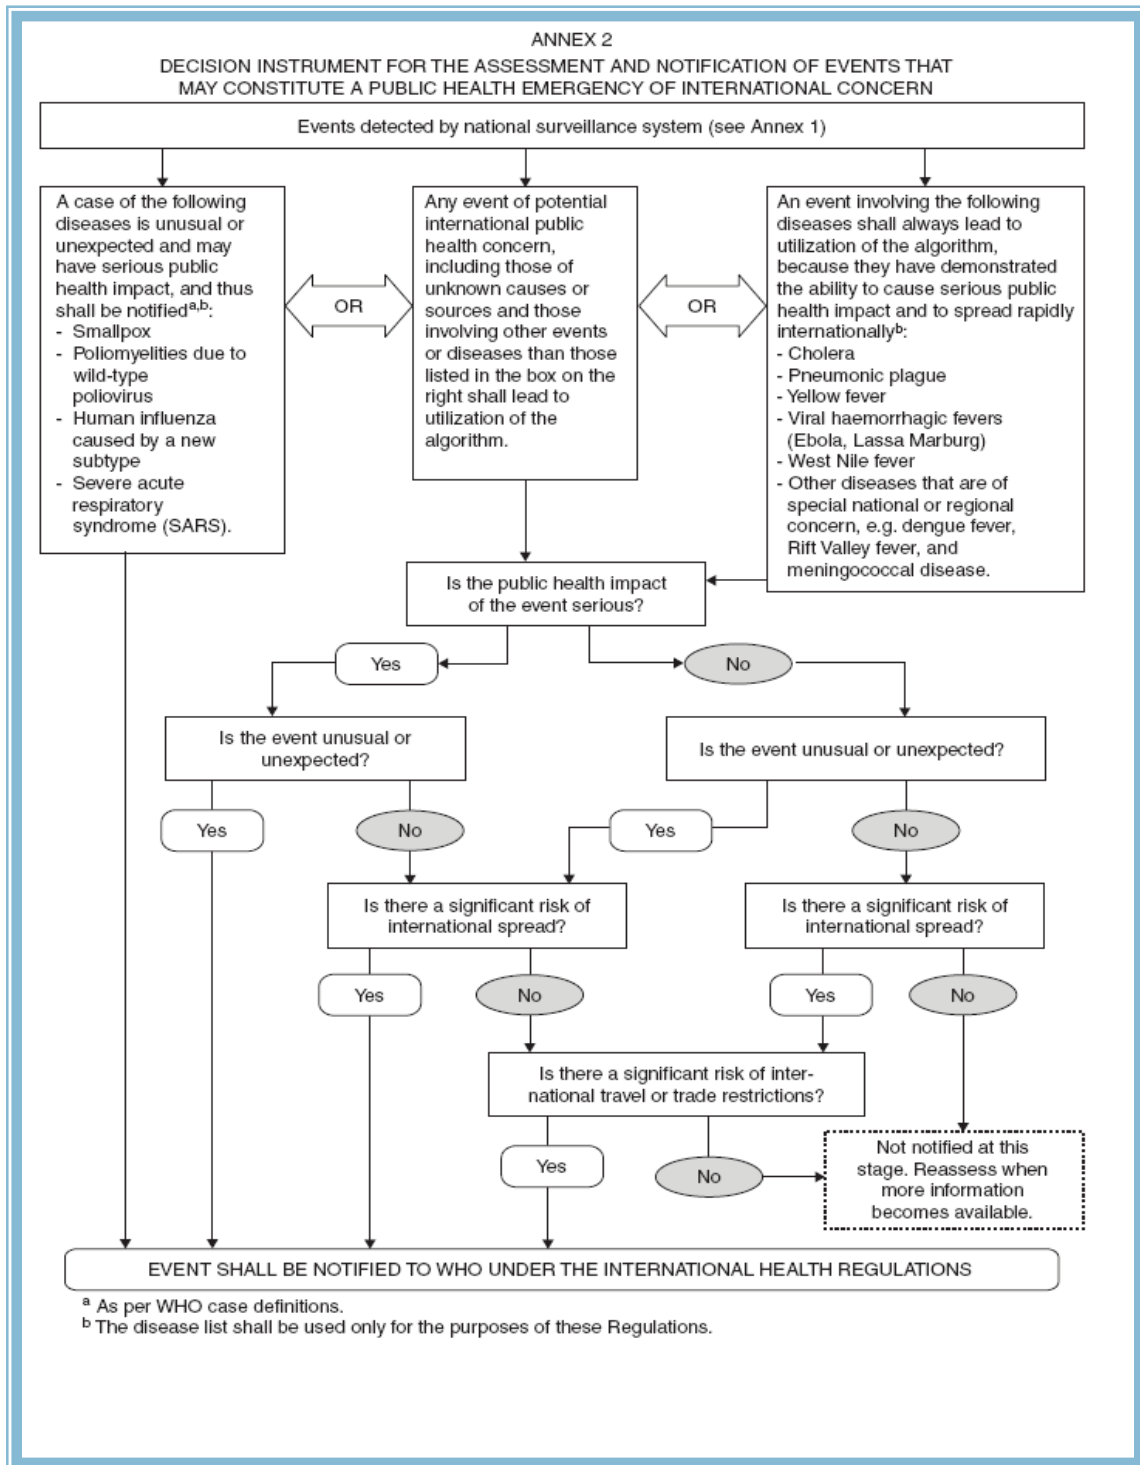 ANNEX 2
DECISION INSTRUMENT FOR THE ASSESSMENT AND NOTIFICATION OF EVENTS THAT
MAY CONSTITUTE A PUBLIC HEALTH EMERGENCY OF INTERNATIONAL CONCERN
Events detected by national surveillance system (see Annex 1)
A case of the following
diseases is unusual or
unexpected and may
have serious public
health impact, and thus
shall be notified a,b:
- Smallpox
- Poliomyelities due to
wild-type
poliovirus
- Human influenza
caused by a new
subtype
- Severe acute
respiratory
syndrome (SARS).
OR
Any event of potential
international public
health concern,
including those of
unknown causes or
sources and those
involving other events
or diseases than those
listed in the box on the
right shall lead to
utilization of the
algorithm.
OR
An event involving the following
diseases shall always lead to
utilization of the algorithm,
because they have demonstrated
the ability to cause serious public
health impact and to spread rapidly
internationally b:
- Cholera
- Pneumonic plague
- Yellow fever
- Viral haemorrhagic fevers
(Ebola, Lassa Marburg)
- West Nile fever
- Other diseases that are of
special national or regional
concern, e.g. dengue fever,
Rift Valley fever, and
meningococcal disease.
Is the public health impact
of the event serious?
Yes
No
Is the event unusual or
unexpected?
Is the event unusual or unexpected?
Yes
No
Yes
No
Is there a significant risk of
international spread?
Is there a significant risk of
international spread?
Yes
No
Yes
No
Is there a significant risk of inter-
national travel or trade restrictions?
Yes
No
Not notified at this
stage. Reassess when
more information
becomes available.
EVENT SHALL BE NOTIFIED TO WHO UNDER THE INTERNATIONAL HEALTH REGULATIONS
a As per WHO case definitions.
b The disease list shall be used only for the purposes of these Regulations.